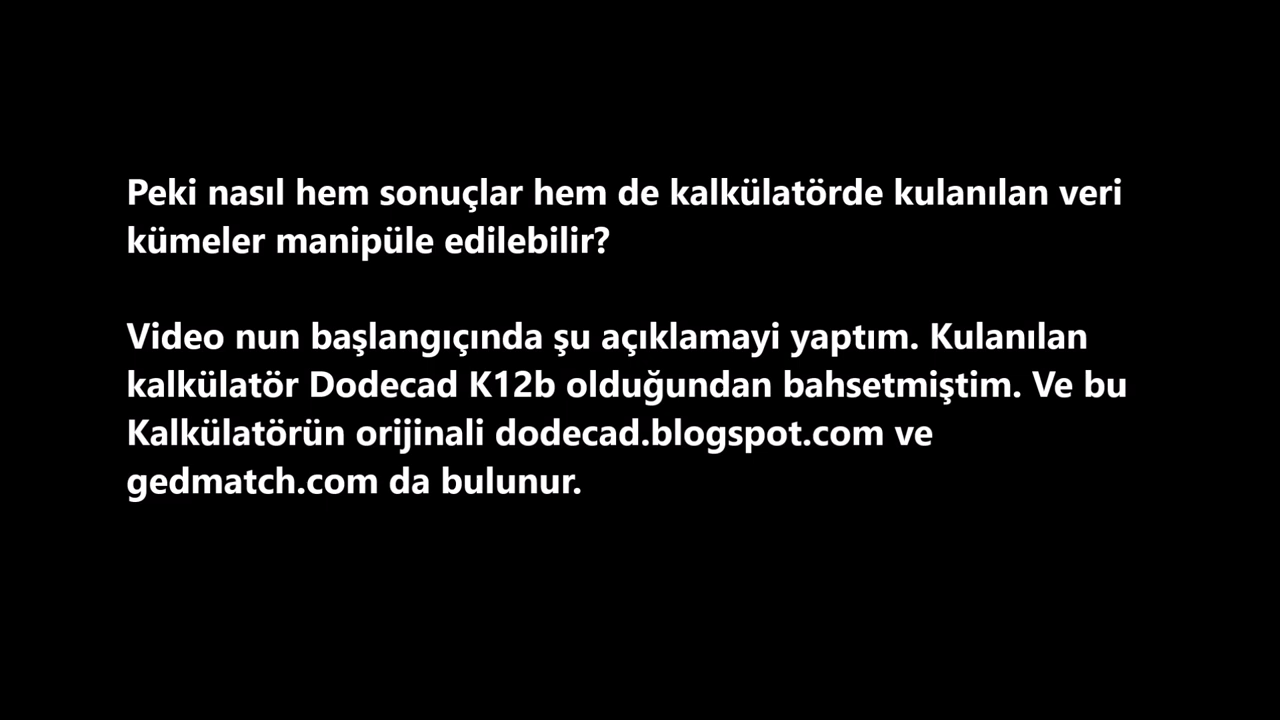 Peki nasıl hem sonuçlar hem de kalkülatörde kulanılan veri
kümeler manipüle edilebilir?
Video nun başlangıçında şu açıklamayi yaptım. Kulanılan
kalkülatör Dodecad K12b olduğundan bahsetmiştim. Ve bu
Kalkülatörün orijinali dodecad.blogspot.com ve
gedmatch.com da bulunur.